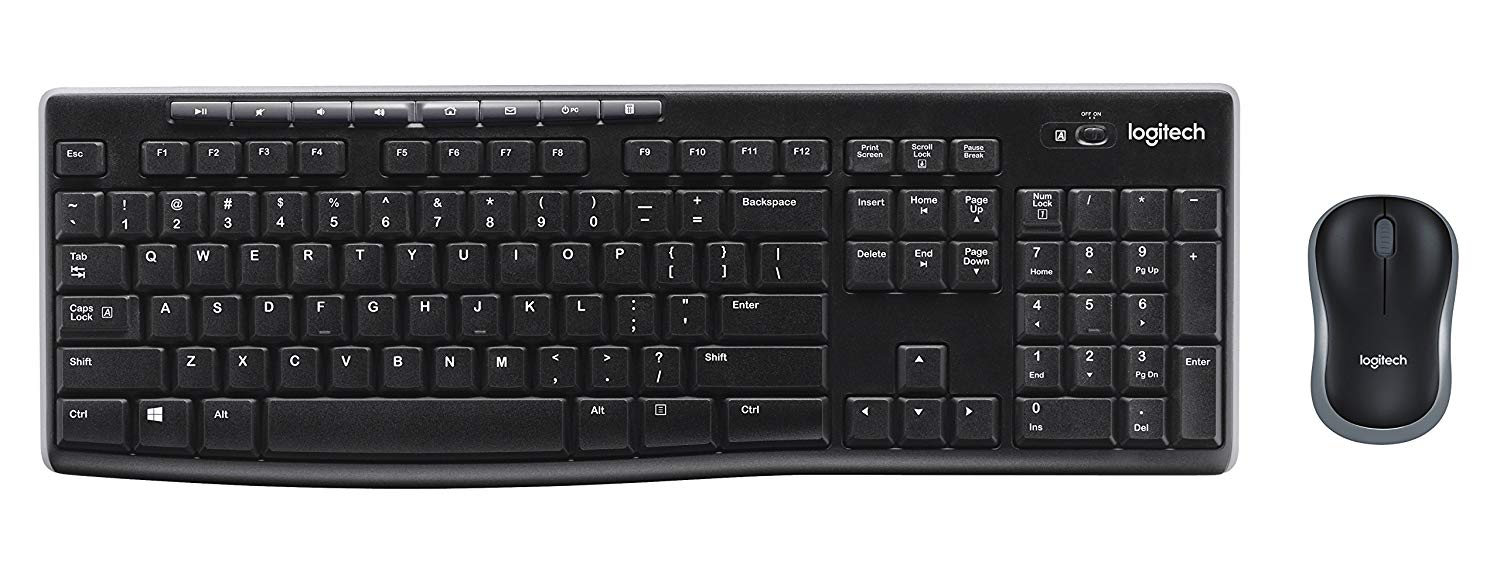 PC
OFF ON
A
logitech
Esc F1 F2 F3 F4 F5 F6 F7 F8 F9 F10 F11 F12 Print Screen Scroll Lock Pause Break
~ ` ! 1 @ 2 # 3 $ 4 % 5 ^ 6 & 7 * 8 ( 9 ) 0 — - + = Backspace Insert Home Page Up Num Lock 1 / * -
Tab Q W E R T Y U I O P { [ } ] | \ Delete End Page Down 7 Home 8 9 Pg Up +
Caps Lock A A S D F G H J K L : ; " ' Enter 4 5 6
Shift Z X C V B N M < , > . ? / Shift 1 End 2 3 Pg Dn Enter
Ctrl Alt Alt Ctrl 0 Ins . Del
logitech